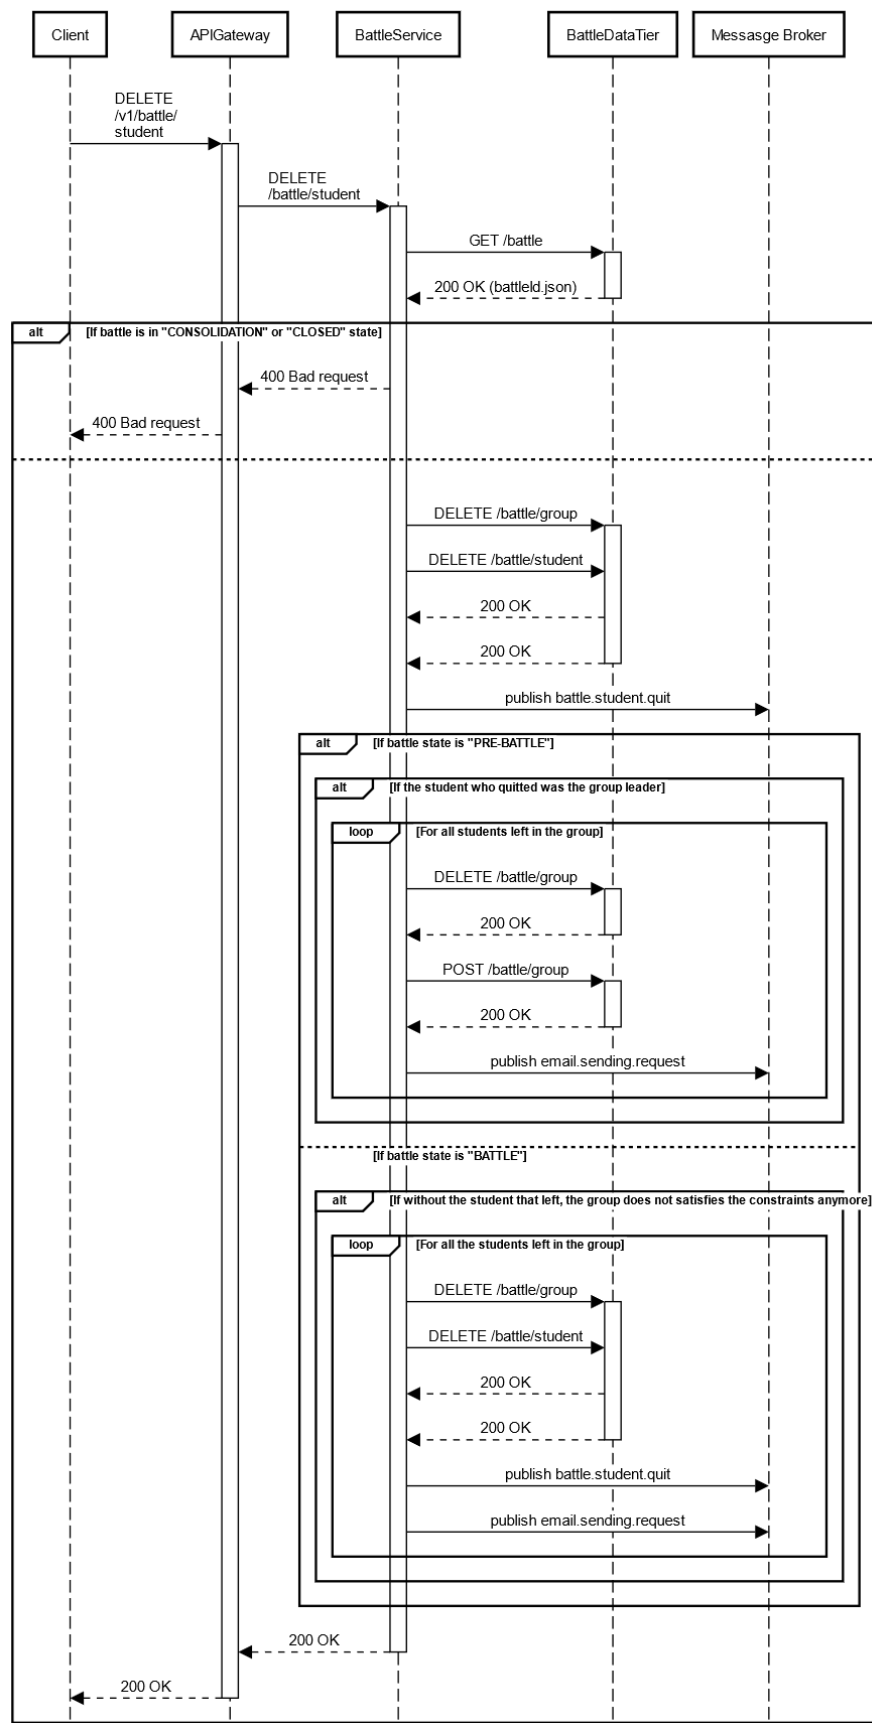 Client
APIGateway
BattleService
BattleDataTier
Messasge Broker
DELETE
/v1/battle/
student
DELETE
/battle/student
GET /battle
200 OK (battleId.json)
alt
[If battle is in "CONSOLIDATION" or "CLOSED" state]
400 Bad request
400 Bad request
DELETE /battle/group
DELETE /battle/student
200 OK
200 OK
publish battle.student.quit
alt
[If battle state is "PRE-BATTLE"]
alt
[If the student who quitted was the group leader]
loop
[For all students left in the group]
DELETE /battle/group
200 OK
POST /battle/group
200 OK
publish email.sending.request
[If battle state is "BATTLE"]
alt
[If without the student that left, the group does not satisfies the constraints anymore]
loop
[For all the students left in the group]
DELETE /battle/group
DELETE /battle/student
200 OK
200 OK
publish battle.student.quit
publish email.sending.request
200 OK
200 OK